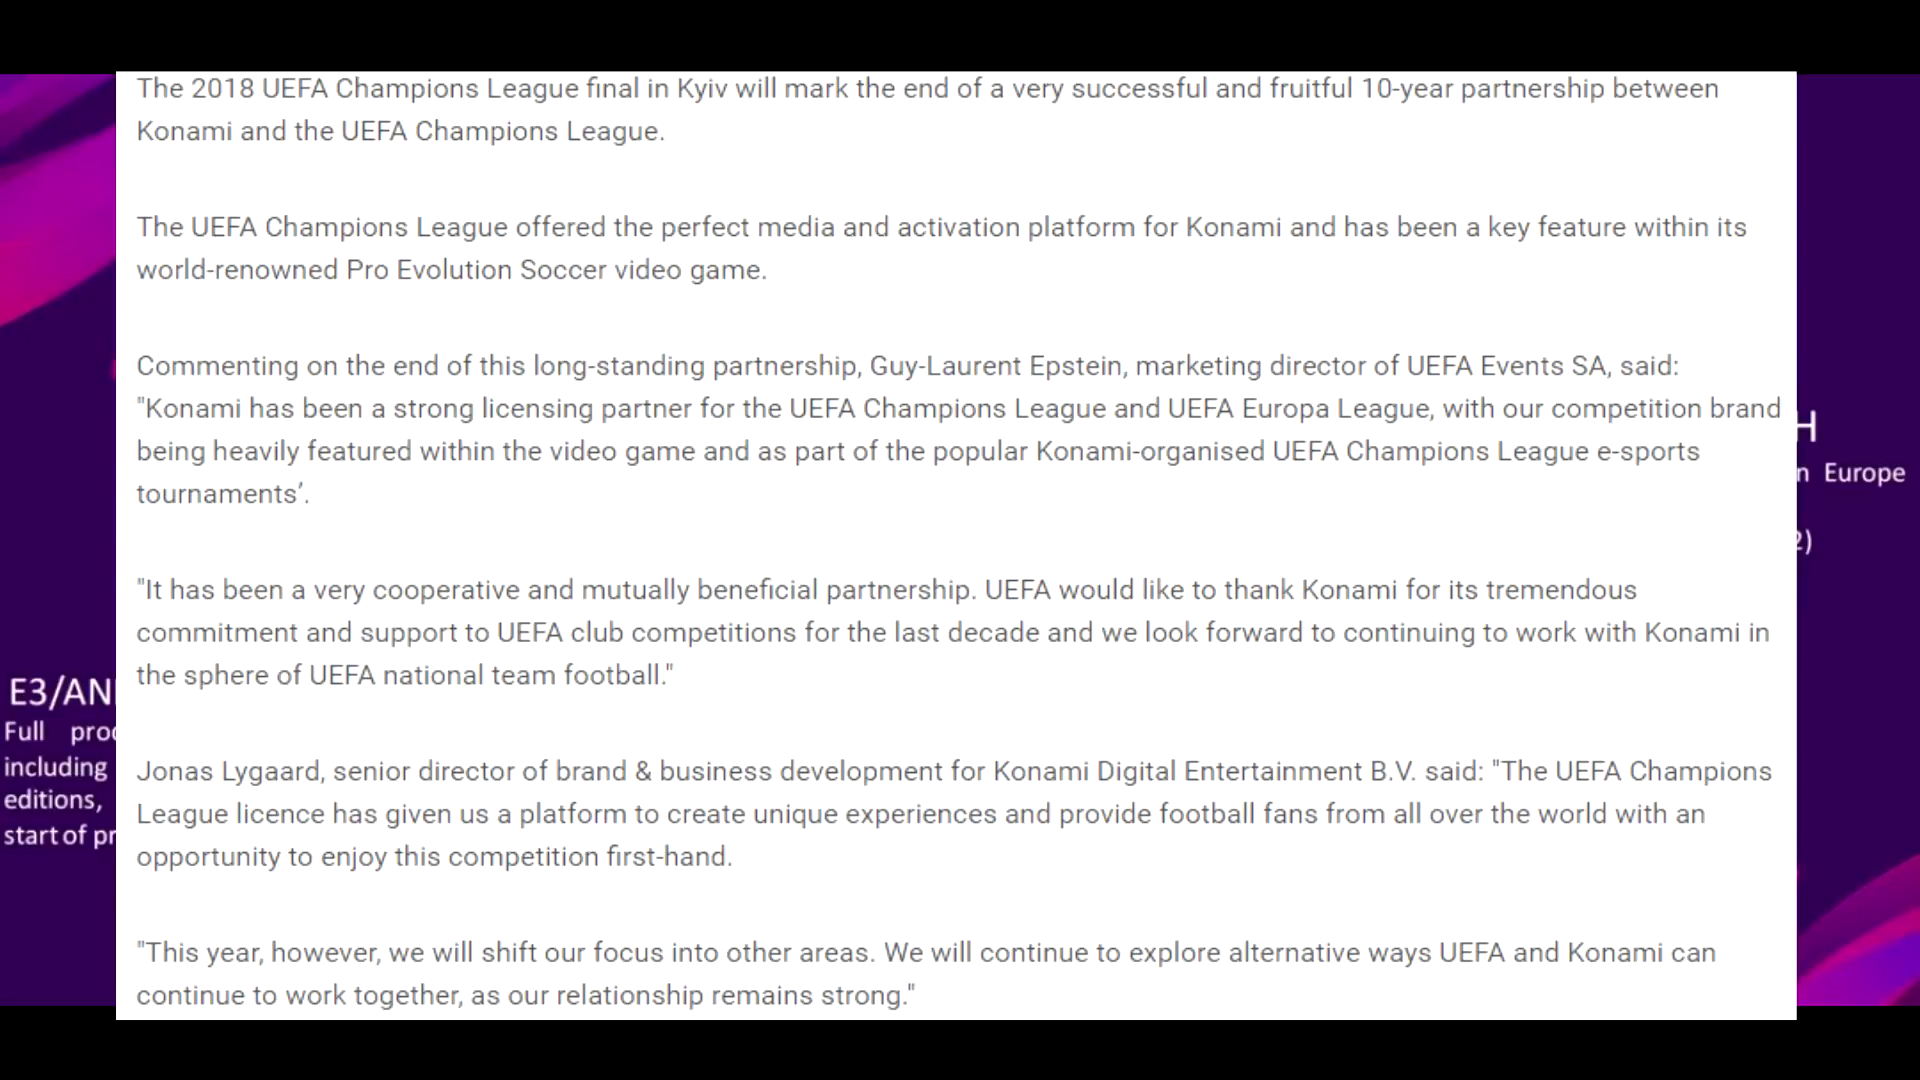 The 2018 UEFA Champions League final in Kyiv will mark the end of a very successful and fruitful 10-year partnership between
Konami and the UEFA Champions League.
The UEFA Champions League offered the perfect media and activation platform for Konami and has been a key feature within its
world-renowned Pro Evolution Soccer video game.
Commenting on the end of this long-standing partnership, Guy-Laurent Epstein, marketing director of UEFA Events SA, said:
"Konami has been a strong licensing partner for the UEFA Champions League and UEFA Europa League, with our competition brand
being heavily featured within the video game and as part of the popular Konami-organised UEFA Champions League e-sports
tournaments’.
"It has been a very cooperative and mutually beneficial partnership. UEFA would like to thank Konami for its tremendous
commitment and support to UEFA club competitions for the last decade and we look forward to continuing to work with Konami in
the sphere of UEFA national team football."
Jonas Lygaard, senior director of brand & business development for Konami Digital Entertainment B.V. said: "The UEFA Champions
League licence has given us a platform to create unique experiences and provide football fans from all over the world with an
opportunity to enjoy this competition first-hand.
"This year, however, we will shift our focus into other areas. We will continue to explore alternative ways UEFA and Konami can
continue to work together, as our relationship remains strong."
E3/AN
Full pro
including
editions,
start of pr
H
n Europe
2)